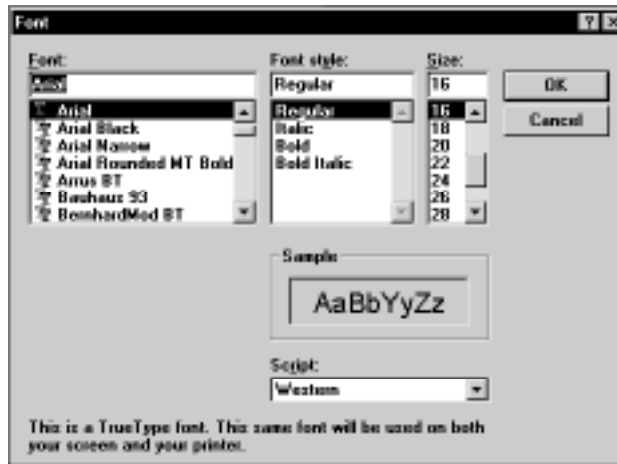 Font
Font:
Arial
Arial
Arial Black
Arial Narrow
Arial Rounded MT Bold
Arrus BT
Bauhaus 93
BernhardMod BT
Font style:
Regular
Regular
Italic
Bold
Bold Italic
Size:
16
16
18
20
22
24
26
28
OK
Cancel
Sample
AaBbYyZz
Script:
Western
This is a TrueType font. This same font will be used on both
your screen and your printer.